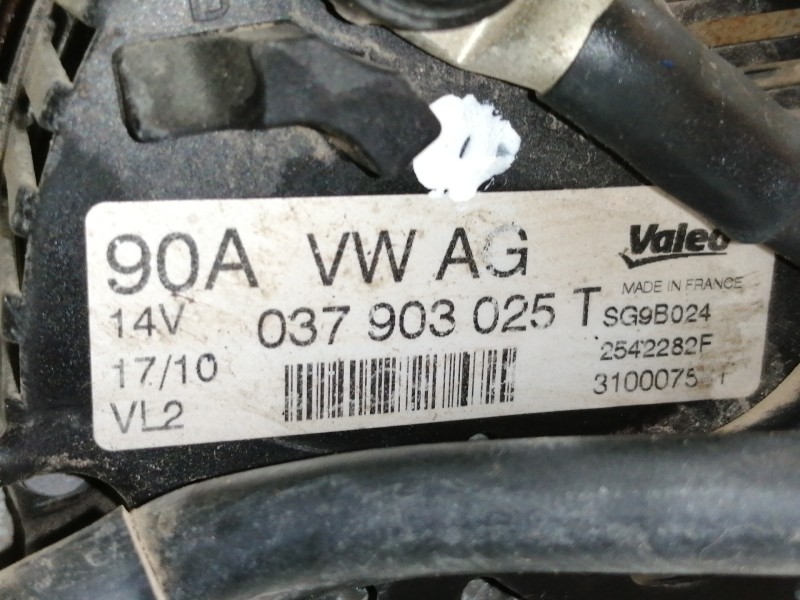 90A VW AG
Valeo
MADE IN FRANCE
14V 037 903 025 T SG9B024
17/10
2542282F
VL2